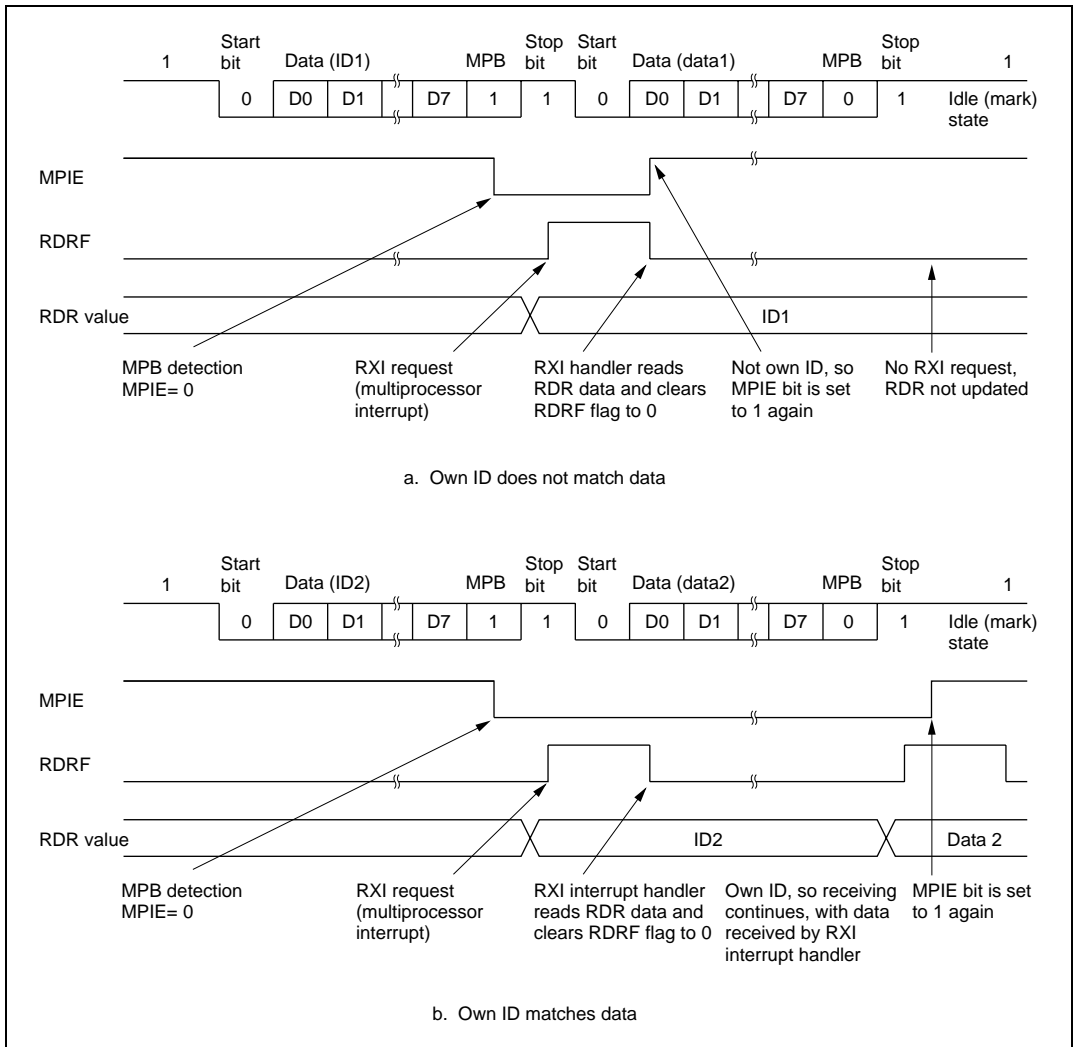 1
Start bit
Data (ID1)
MPB
Stop bit
Start bit
Data (data1)
MPB
Stop bit
1
0 D0 D1 D7 1 1 0 D0 D1 D7 0 1 Idle (mark) state
MPIE
RDRF
RDR value
ID1
MPB detection
MPIE= 0
RXI request
(multiprocessor
interrupt)
RXI handler reads
RDR data and clears
RDRF flag to 0
Not own ID, so
MPIE bit is set
to 1 again
No RXI request,
RDR not updated
a. Own ID does not match data
1
Start bit
Data (ID2)
MPB
Stop bit
Start bit
Data (data2)
MPB
Stop bit
1
0 D0 D1 D7 1 1 0 D0 D1 D7 0 1 Idle (mark) state
MPIE
RDRF
RDR value
ID2
Data 2
MPB detection
MPIE= 0
RXI request
(multiprocessor
interrupt)
RXI interrupt handler
reads RDR data and
clears RDRF flag to 0
Own ID, so receiving
continues, with data
received by RXI
interrupt handler
MPIE bit is set
to 1 again
b. Own ID matches data